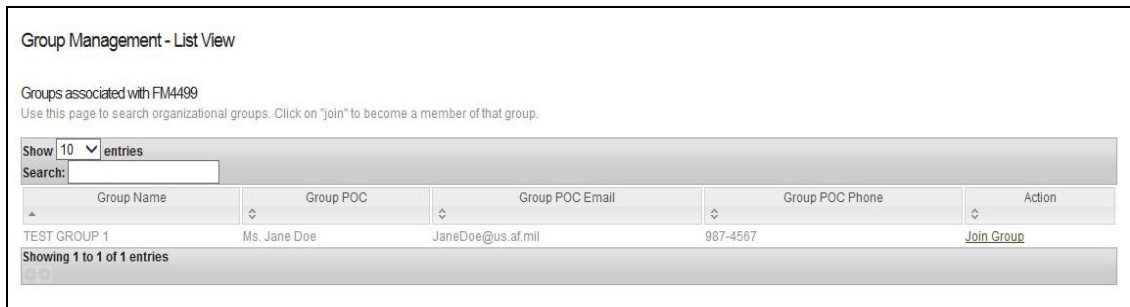 Group Management - List View
Groups associated with FM4499
Use this page to search organizational groups. Click on "join" to become a member of that group.
Show 10 entries
Search:
Group Name Group POC Group POC Email Group POC Phone Action
TEST GROUP 1 Ms. Jane Doe JaneDoe@us.af.mil 987-4567 Join Group
Showing 1 to 1 of 1 entries